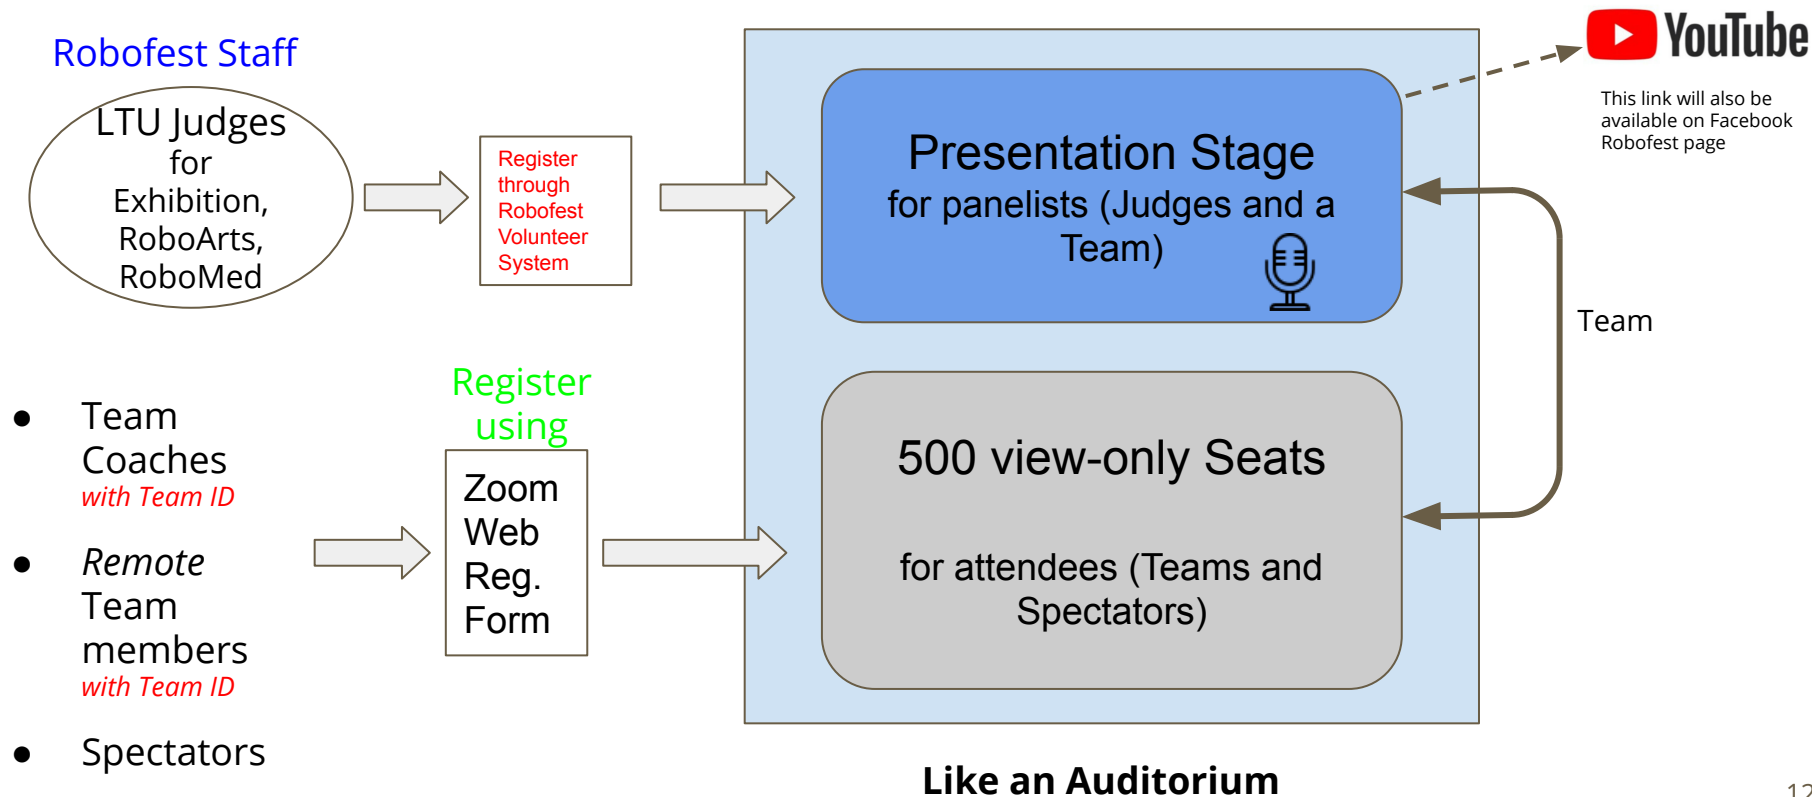 Robofest Staff
LTU Judges
for
Exhibition,
RoboArts,
RoboMed
Register
through
Robofest
Volunteer
System
Presentation Stage
for panelists (Judges and a
Team)
YouTube
This link will also be
available on Facebook
Robofest page
Team
● Team
Coaches
with Team ID
● Remote
Team
members
with Team ID
● Spectators
Register
using
Zoom
Web
Reg.
Form
500 view-only Seats
for attendees (Teams and
Spectators)
Like an Auditorium
12